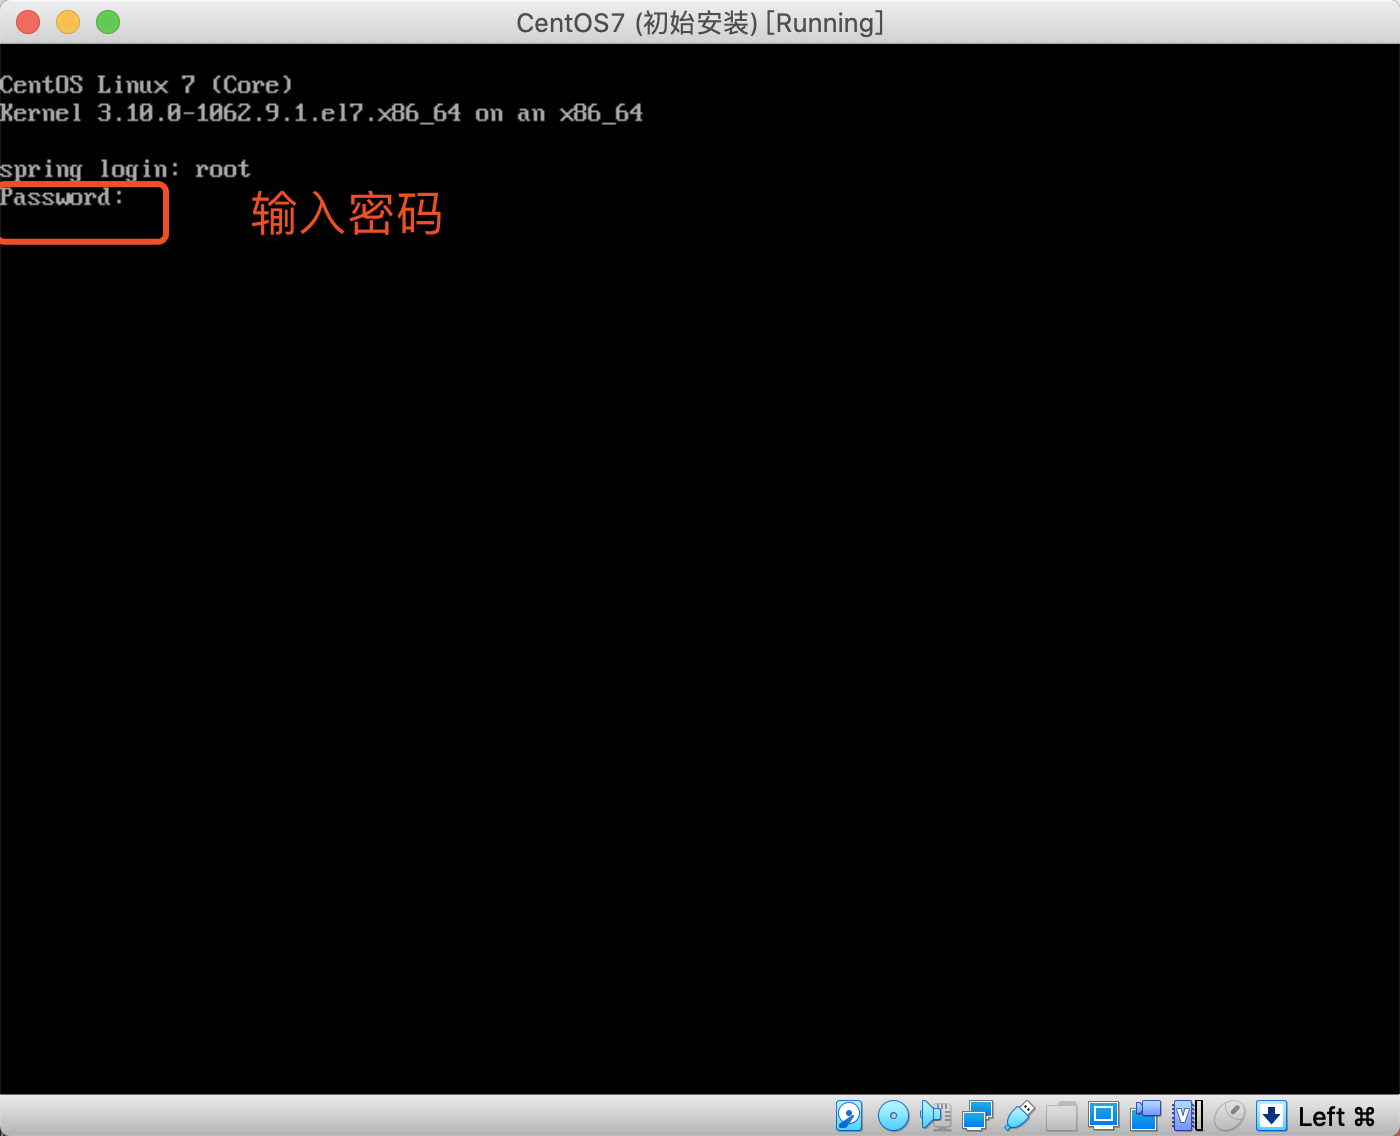 CentOS7 (初始安装) [Running]
CentOS Linux 7 (Core)
Kernel 3.10.0-1062.9.1.el7.x86_64 on an x86_64
spring login: root
Password:
输入密码
V
Left ⌘